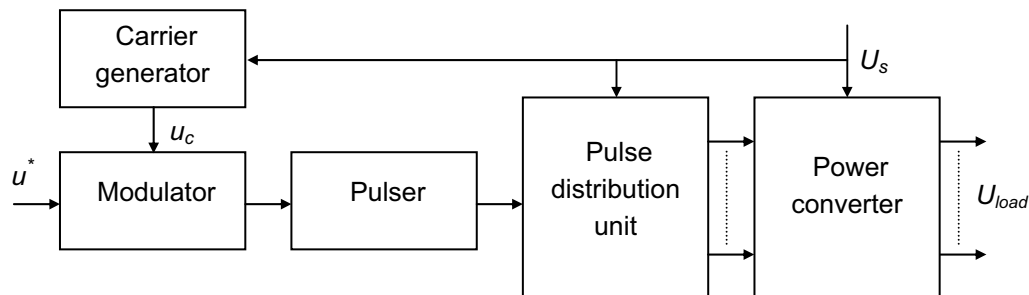 Carrier
generator
U_s
u_c
u^*
Modulator
Pulser
Pulse
distribution
unit
Power
converter
U_load